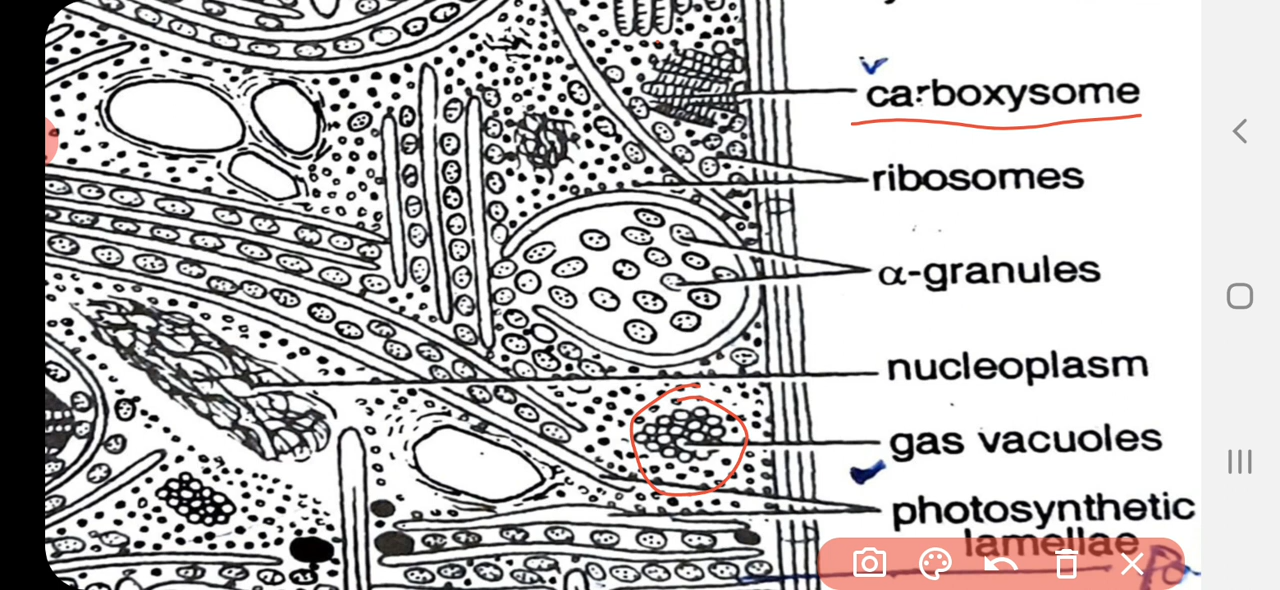 carboxysome
ribosomes
α-granules
nucleoplasm
gas vacuoles
photosynthetic
lamellae